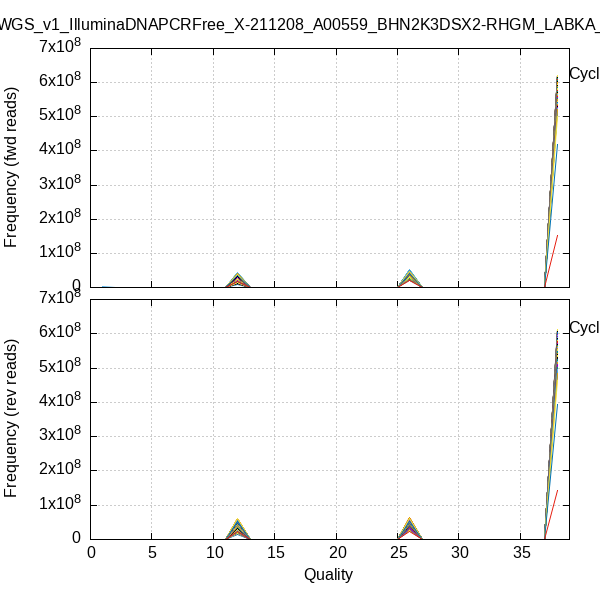 WGS_v1_IlluminaDNAPCRFree_X-211208_A00559_BHN2K3DSX2-RHGM_LABKA_
7x10⁸
6x10⁸
5x10⁸
4x10⁸
3x10⁸
2x10⁸
1x10⁸
0
Frequency (fwd reads)
Cycl
7x10⁸
6x10⁸
5x10⁸
4x10⁸
3x10⁸
2x10⁸
1x10⁸
0
Frequency (rev reads)
Cycl
0 5 10 15 20 25 30 35
Quality